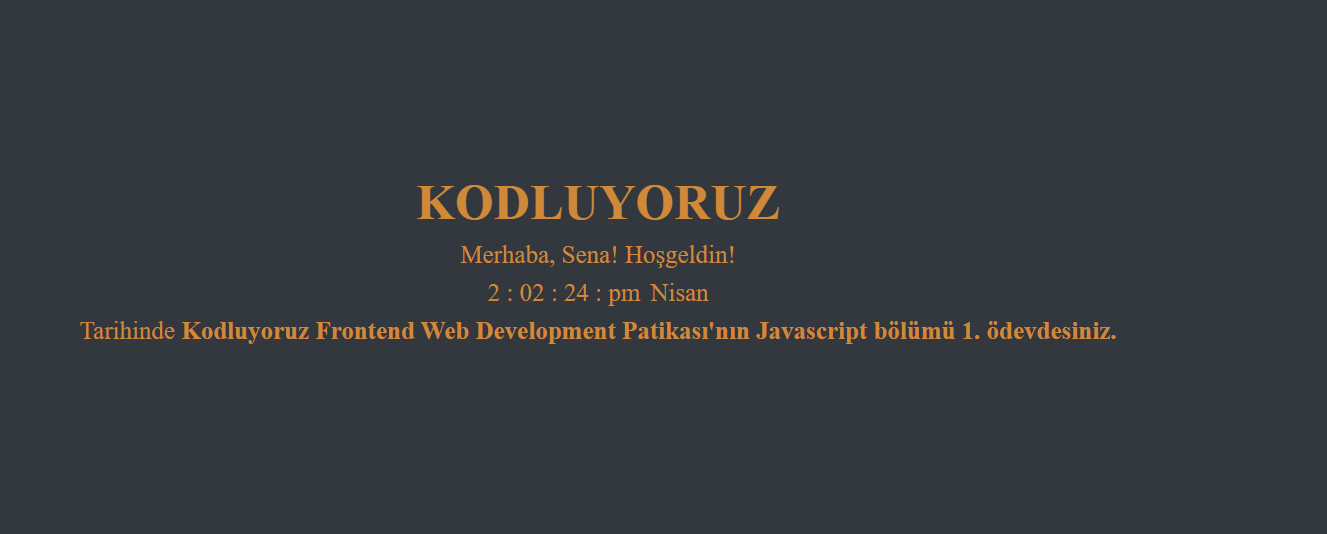 KODLUYORUZ
Merhaba, Sena! Hoşgeldin!
2 : 02 : 24 : pm Nisan
Tarihinde Kodluyoruz Frontend Web Development Patikası'nın Javascript bölümü 1. ödevdesiniz.